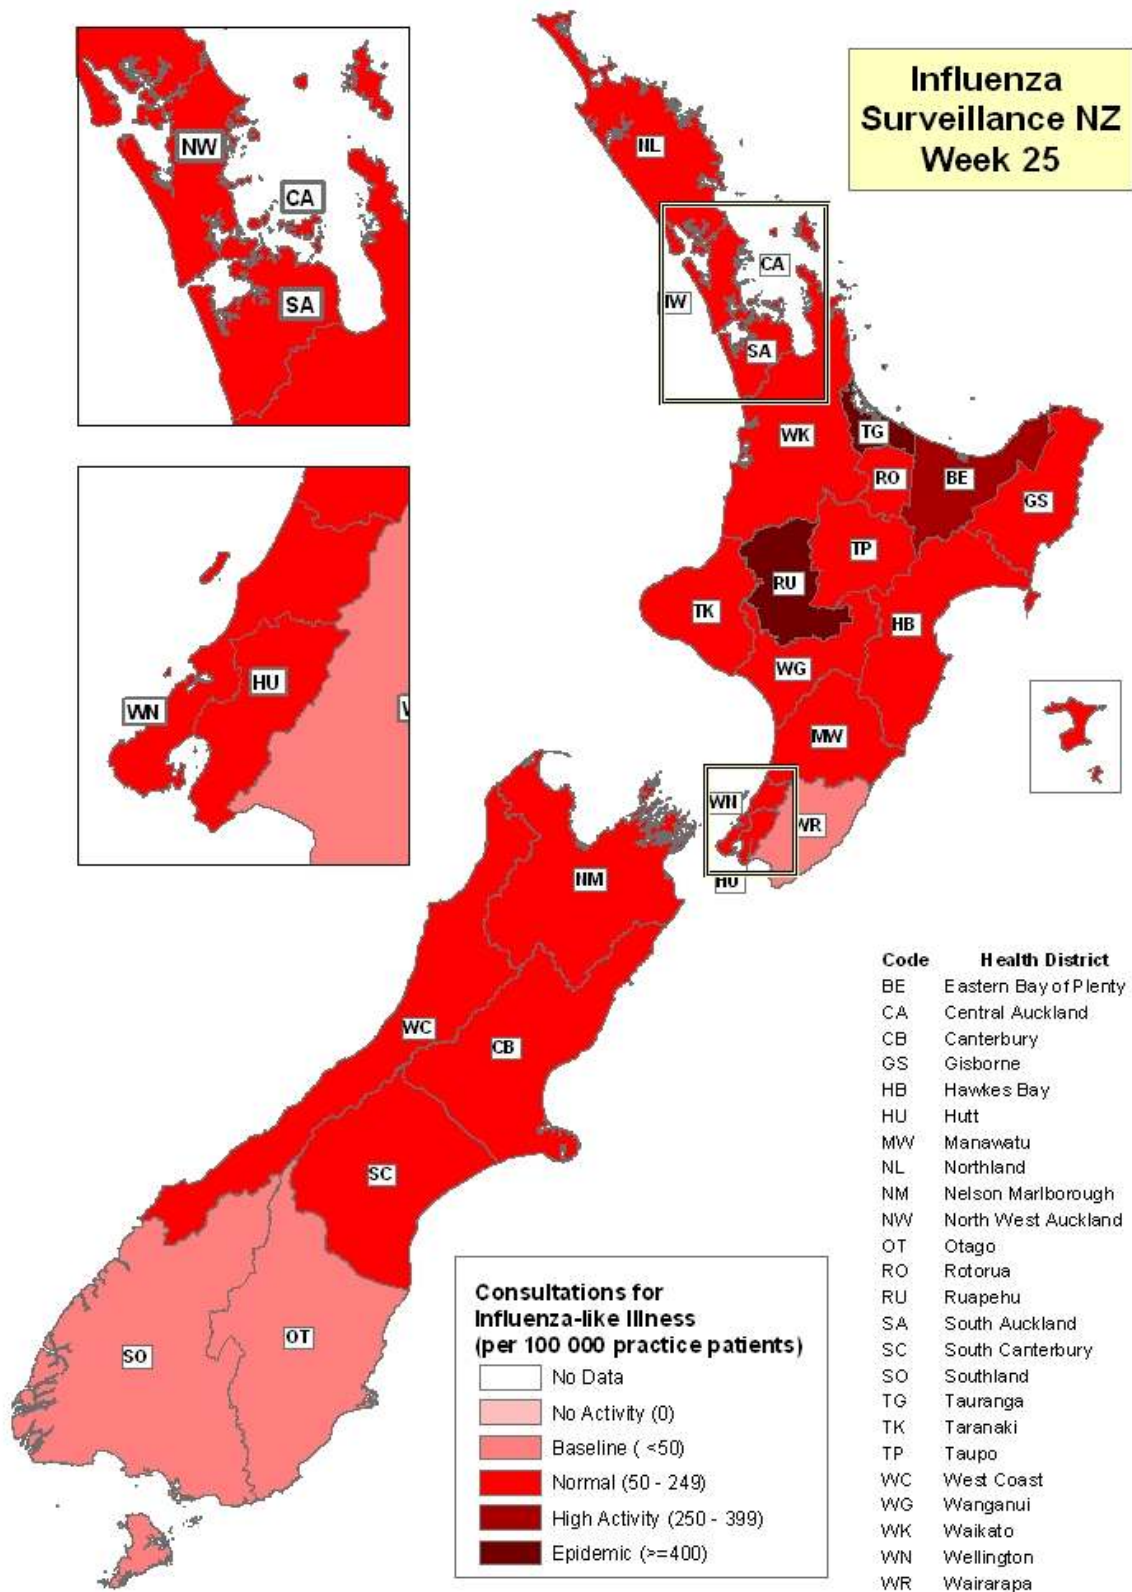 Influenza
Surveillance NZ
Week 25
NW
CA
SA
NL
CA
SA
WK
TG
RO
BE
GS
TP
RU
TK
HB
WG
MW
WN
HU
WN
WR
HU
NM
WC
CB
SC
OT
SO
Code Health District
BE Eastern Bay of Plenty
CA Central Auckland
CB Canterbury
GS Gisborne
HB Hawkes Bay
HU Hutt
MW Manawatu
NL Northland
NM Nelson Marlborough
NW North West Auckland
OT Otago
RO Rotorua
RU Ruapehu
SA South Auckland
SC South Canterbury
SO Southland
TG Tauranga
TK Taranaki
TP Taupo
WC West Coast
WG Wanganui
WK Waikato
WN Wellington
WR Wairarapa
Consultations for
Influenza-like Illness
(per 100 000 practice patients)
No Data
No Activity (0)
Baseline ( <50)
Normal (50 - 249)
High Activity (250 - 399)
Epidemic (>=400)